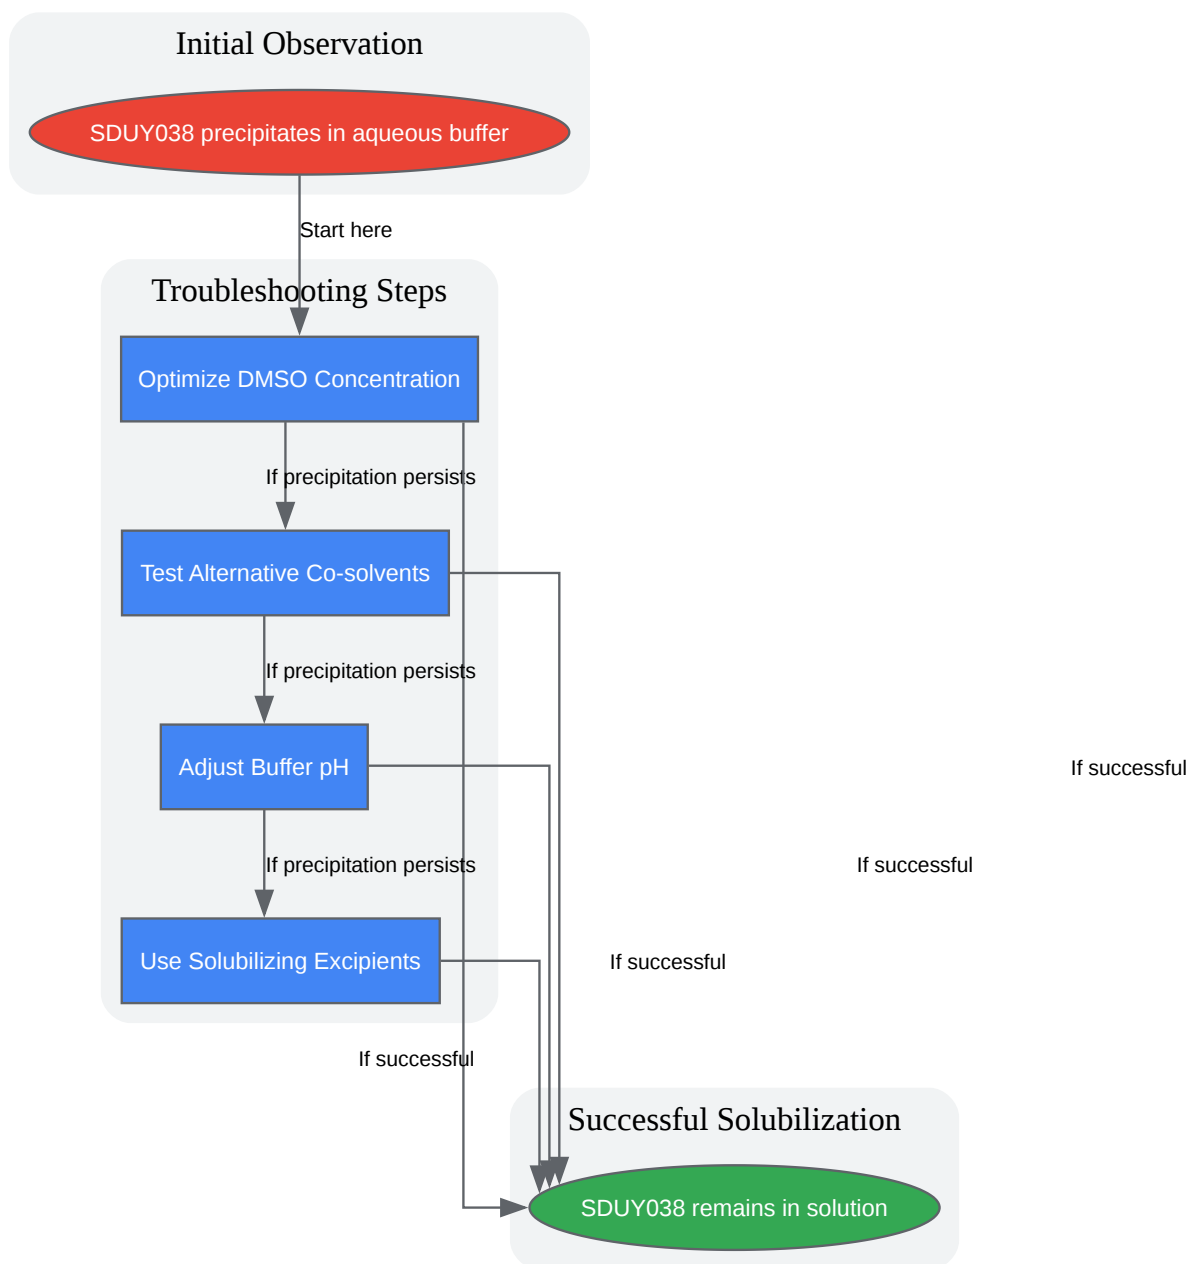 Initial Observation
SDUY038 precipitates in aqueous buffer
Start here
Troubleshooting Steps
Optimize DMSO Concentration
If precipitation persists
Test Alternative Co-solvents
If precipitation persists
Adjust Buffer pH
If successful
If precipitation persists
If successful
Use Solubilizing Excipients
If successful
If successful
Successful Solubilization
SDUY038 remains in solution